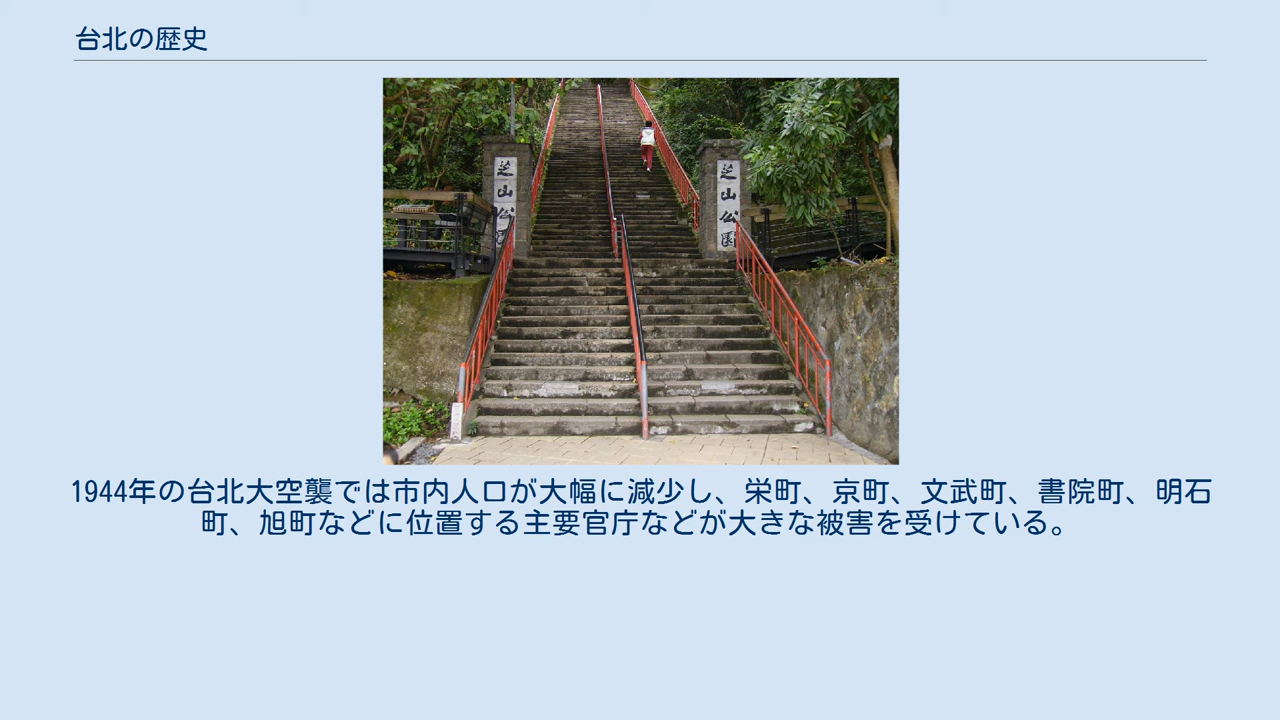 台北の歴史
芝山公園
芝山公園
1944年の台北大空襲では市内人口が大幅に減少し、栄町、京町、文武町、書院町、明石
町、旭町などに位置する主要官庁などが大きな被害を受けている。